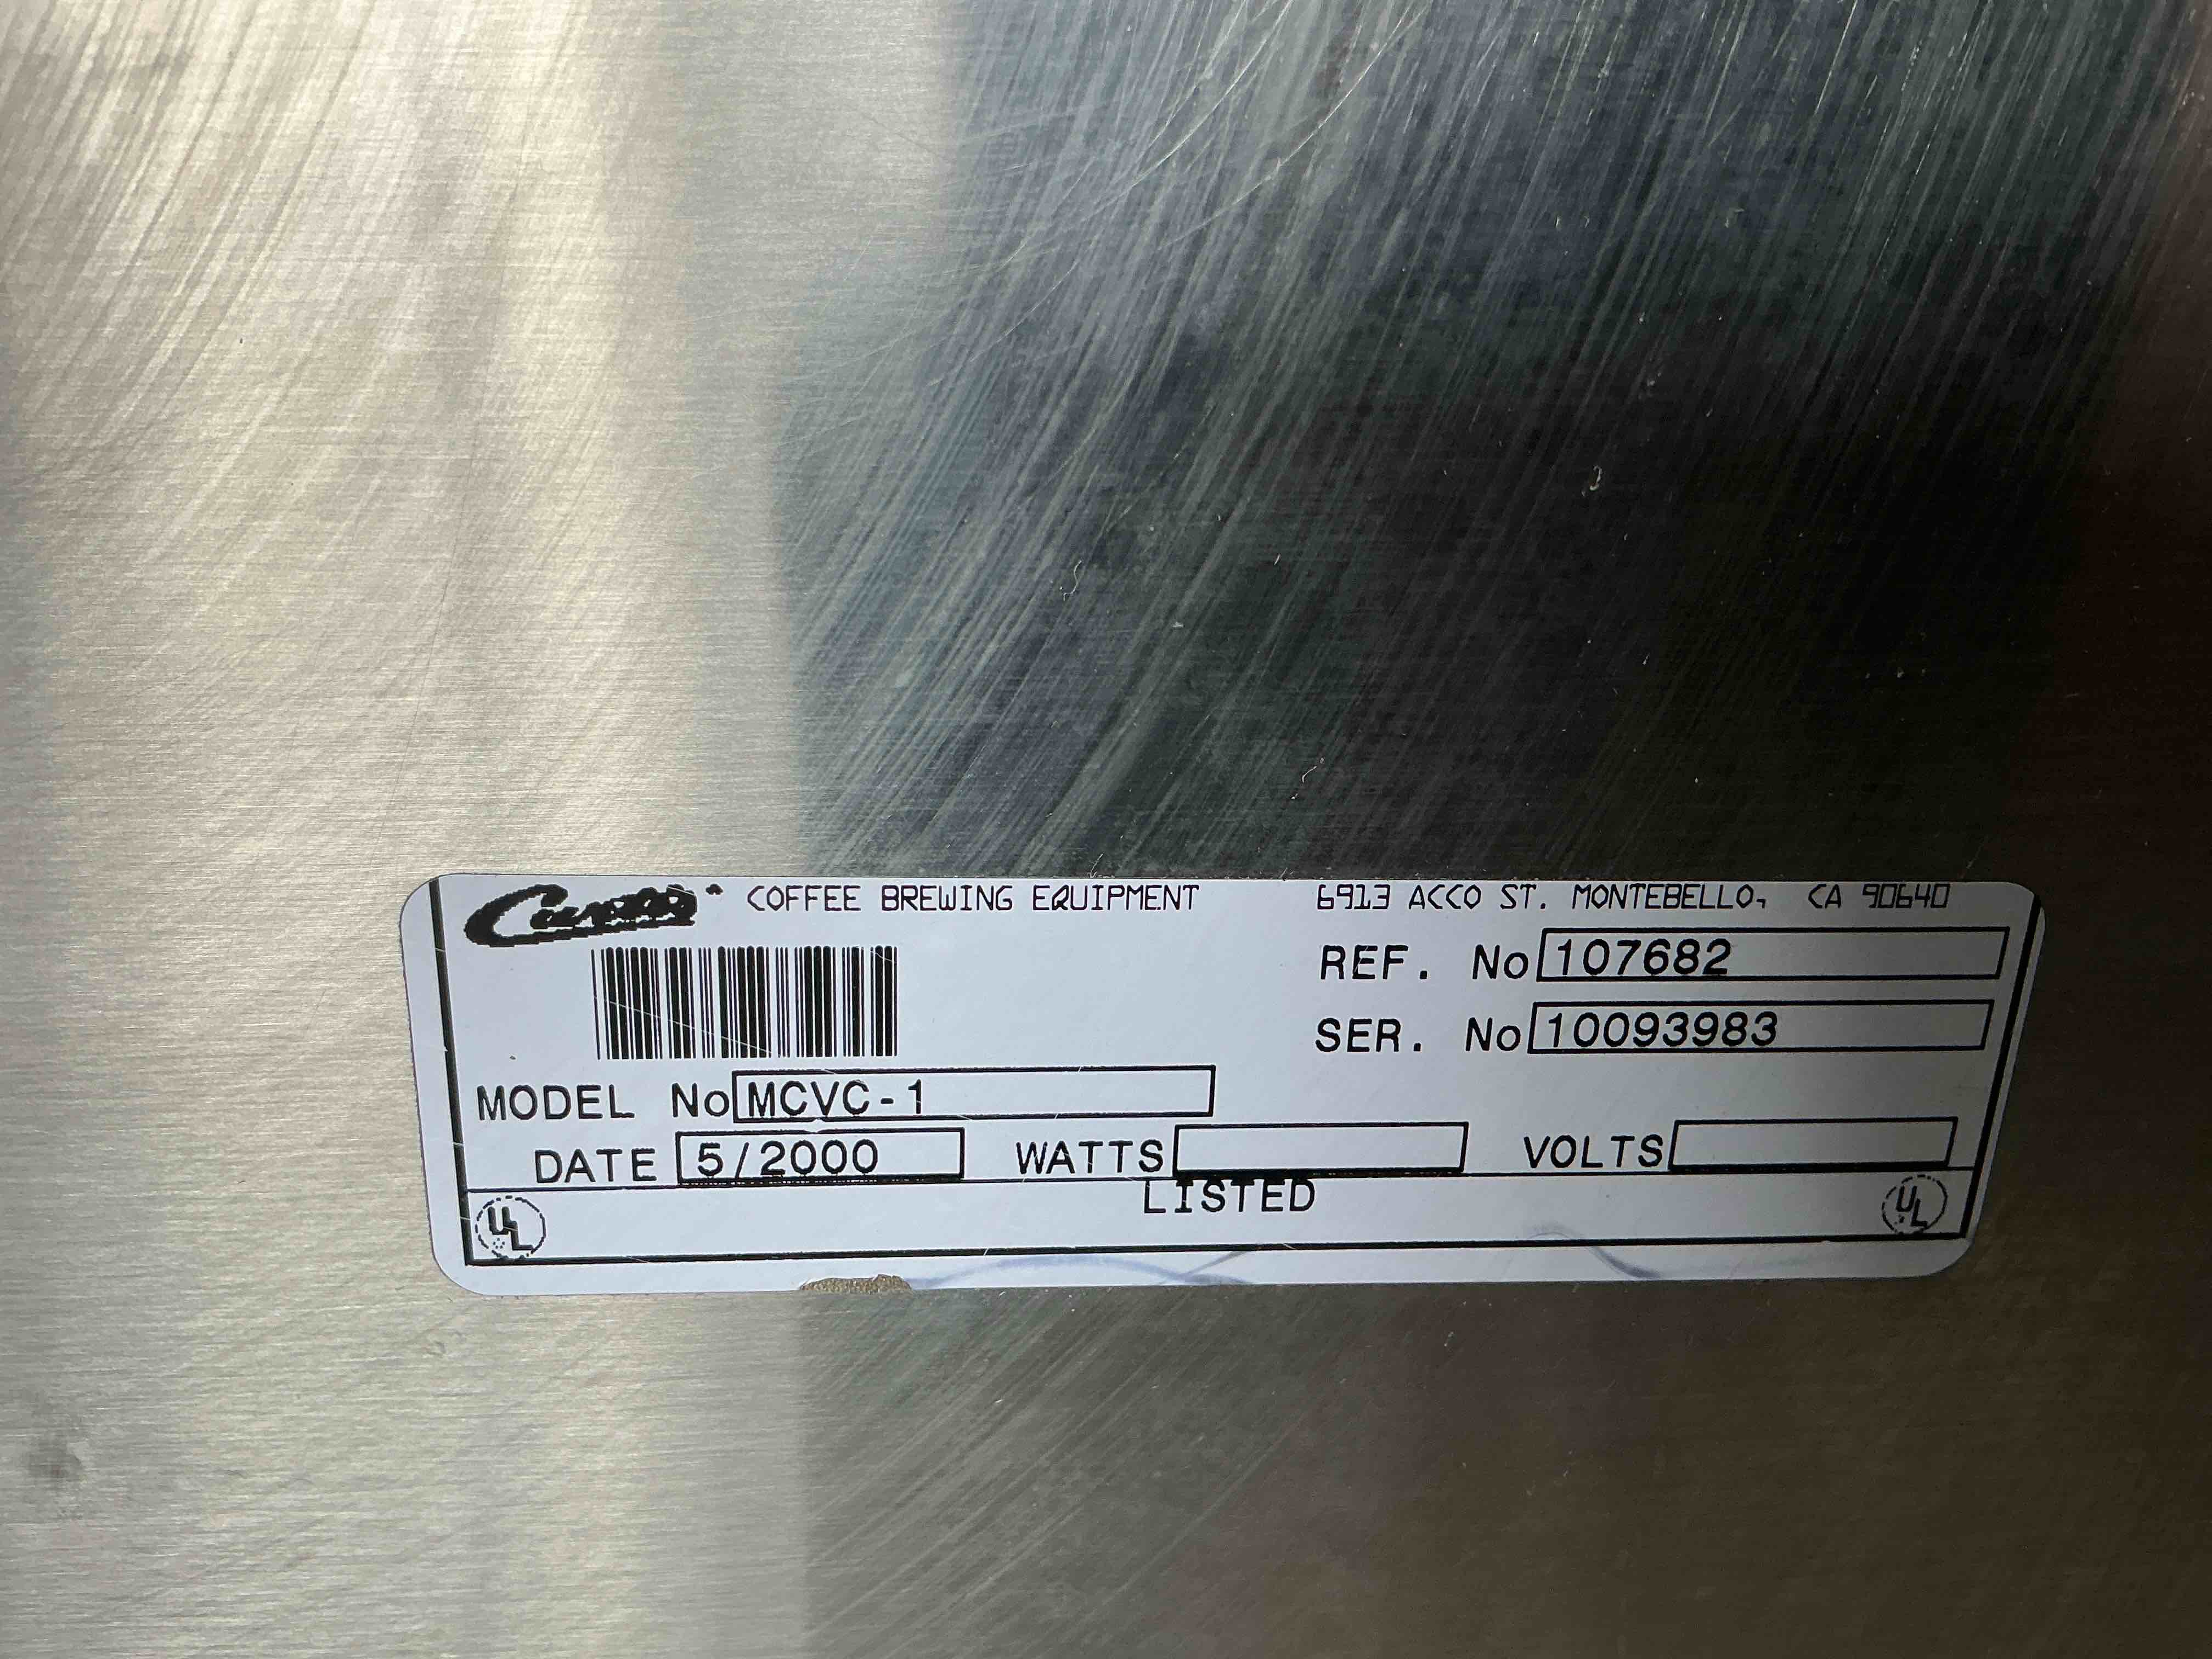 Curtis COFFEE BREWING EQUIPMENT 6913 ACCO ST. MONTEBELLO, CA 90640
REF. No 107682
SER. No 10093983
MODEL No MCVC-1
DATE 5/2000 WATTS VOLTS
LISTED
UL UL